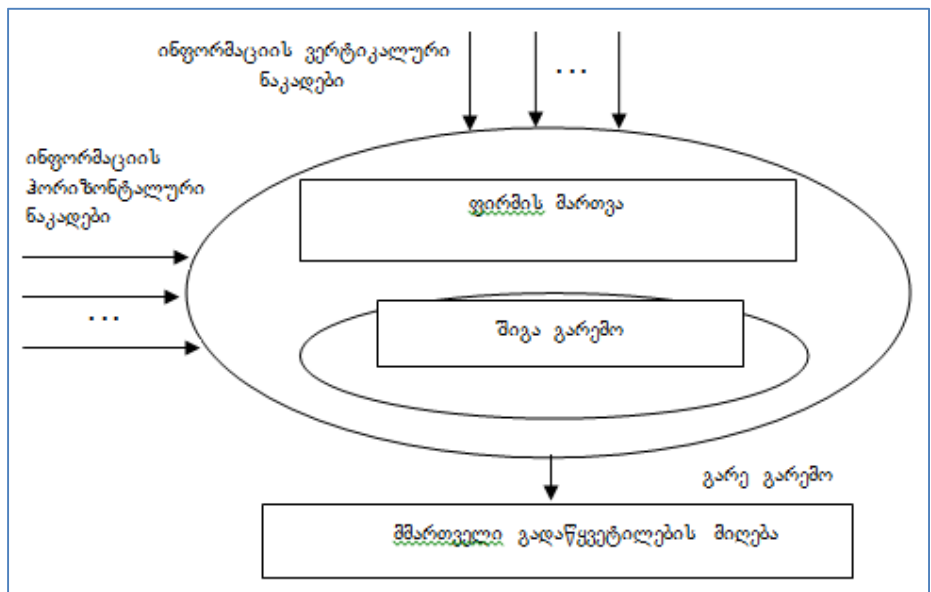 ინფორმაციის ვერტიკალური
ნაკადები
...
ინფორმაციის
ჰორიზონტალური
ნაკადები
ფირმის მართვა
...
შიგა გარემო
გარე გარემო
მმართველი გადაწყვეტილების მიღება